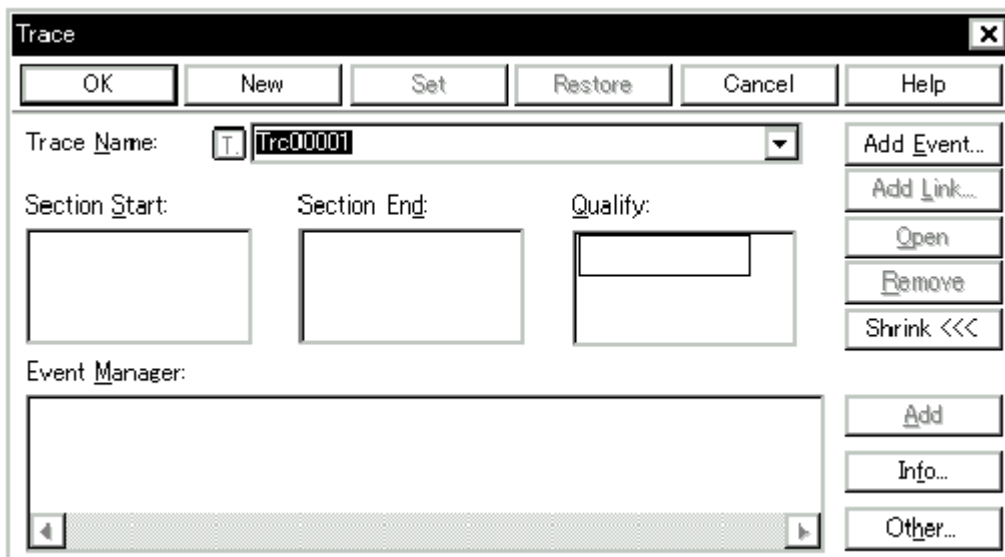 Trace
OK New Set Restore Cancel Help
Trace Name: T. Trc00001 Add Event...
Add Link...
Section Start: Section End: Qualify:
Open
Remove
Shrink <<<
Event Manager:
Add
Info...
Other...